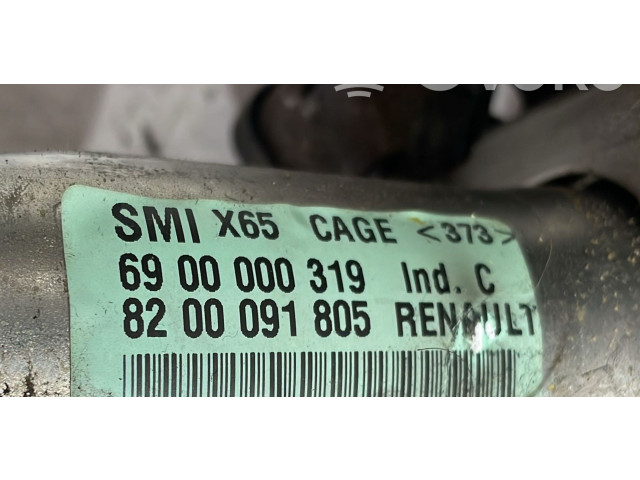 SMI X65 CAGE <373>
69 00 000 319 Ind. C
82 00 091 805 RENAULT